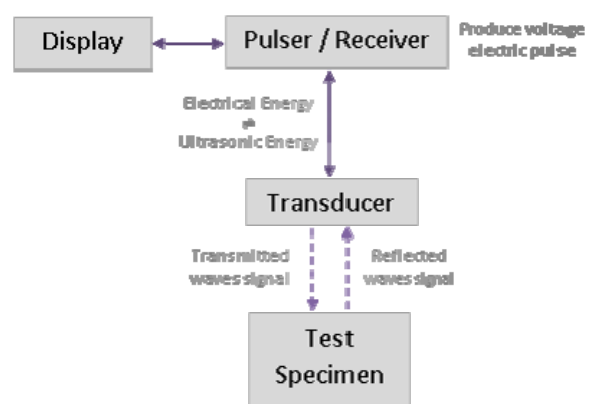 Display
Pulser / Receiver
Produce voltage
electric pulse
Electrical Energy
⇌
Ultrasonic Energy
Transducer
Transmitted
waves signal
Reflected
waves signal
Test
Specimen